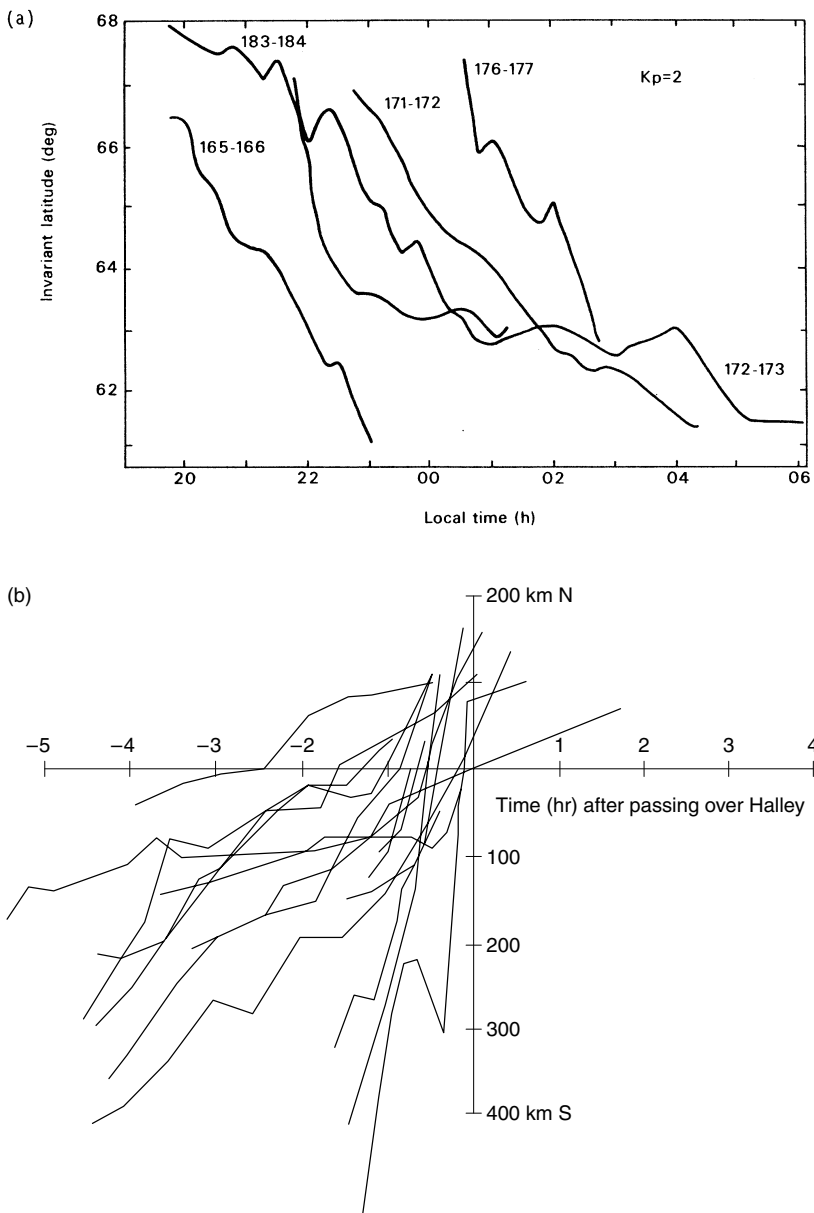 (a)
68
183-184
176-177
Kp=2
171-172
66
165-166
Invariant latitude (deg)
64
62
172-173
20 22 00 02 04 06
Local time (h)
(b)
200 km N
−5 −4 −3 −2 1 2 3 4
Time (hr) after passing over Halley
100
200
300
400 km S